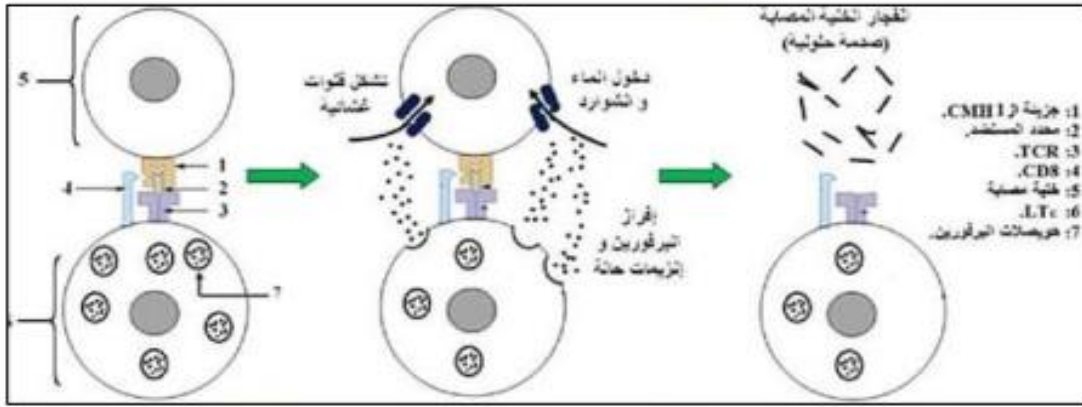 5
4
1
2
3
7
تشكل قنوات
غشائية
دخول الماء
و الشوارد
إفراز
البرفورين و
إنزيمات حالة
انفجار الخلية المصابة
(صدمة حلولية)
1: جزيئة الـ CMH I.
2: محدد المستضد.
3: TCR.
4: CD8.
5: خلية مصابة
6: LTc.
7: حويصلات البرفورين.